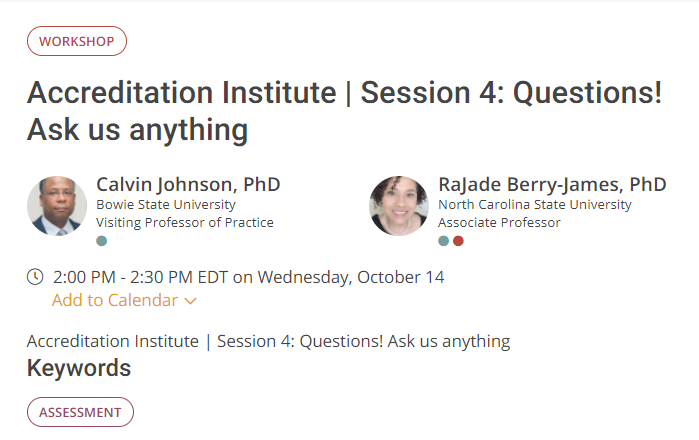 WORKSHOP
Accreditation Institute | Session 4: Questions!
Ask us anything
Calvin Johnson, PhD
Bowie State University
Visiting Professor of Practice
RaJade Berry-James, PhD
North Carolina State University
Associate Professor
2:00 PM - 2:30 PM EDT on Wednesday, October 14
Add to Calendar
Accreditation Institute | Session 4: Questions! Ask us anything
Keywords
ASSESSMENT